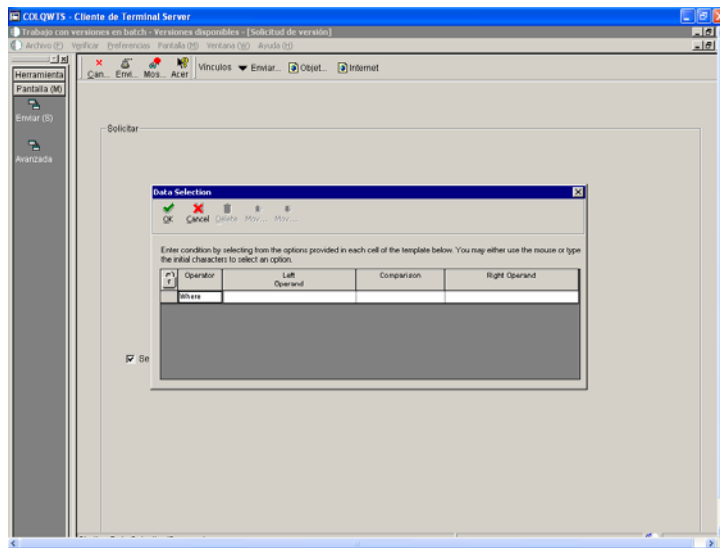 COLQWTS - Cliente de Terminal Server
Trabajo con versiones en batch - Versiones disponibles - [Solicitud de versión]
Archivo (F) Verificar Preferencias Pantalla (M) Ventana (W) Ayuda (H)
Herramienta
Can... Envi... Mos... Acer Vínculos Enviar... Objet... Internet
Pantalla (M)
Enviar (S)
Avanzada
Solicitar
Data Selection
OK Cancel Delete Mov... Mov...
Enter condition by selecting from the options provided in each cell of the template below. You may either use the mouse or type
the initial characters to select an option.
Operator Left Operand Comparison Right Operand
Where
Se